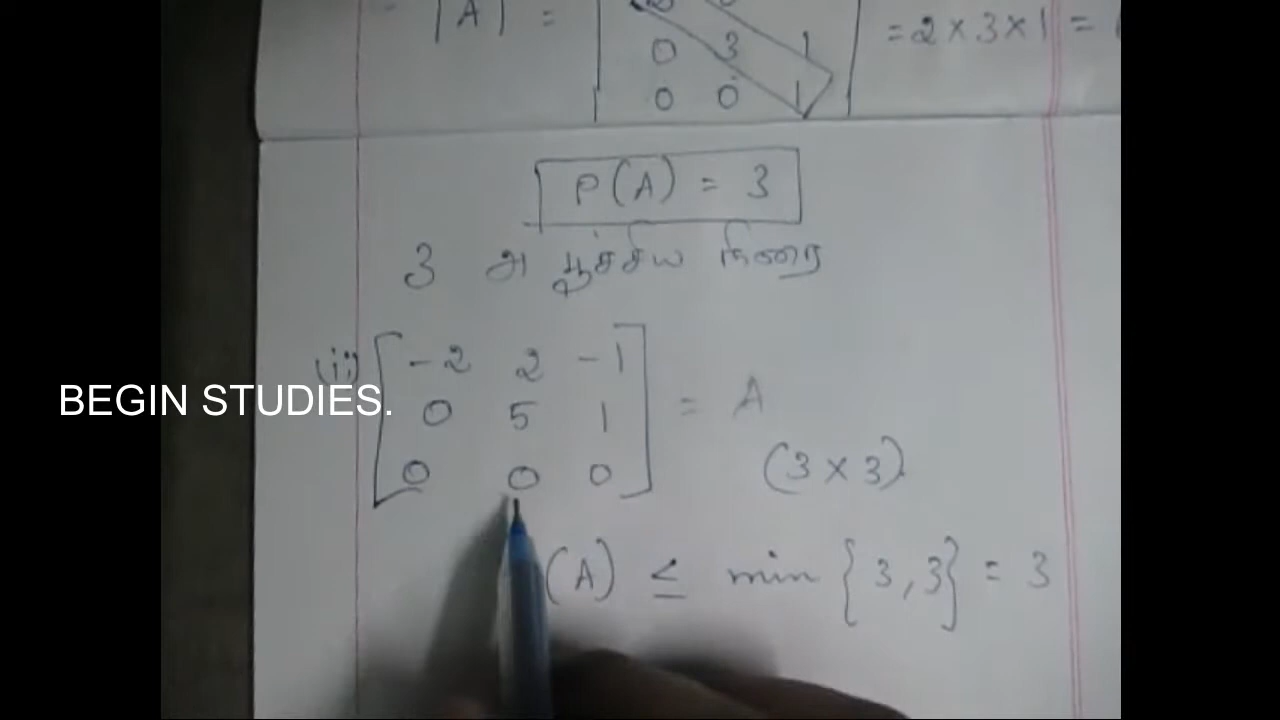 |A| =
0 3 1 = 2 × 3 × 1 =
0 0 1
ρ(A) = 3
3 அ பூச்சிய நிரை
(ii) -2 2 -1
0 5 1 = A
0 0 0 (3 × 3)
(A) ≤ min {3,3} = 3
BEGIN STUDIES.